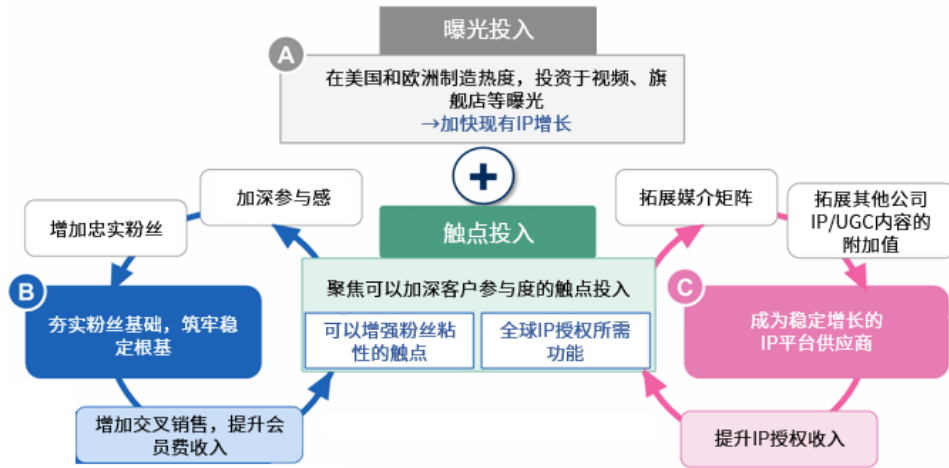 曝光投入
A
在美国和欧洲制造热度，投资于视频、旗
舰店等曝光
→加快现有IP增长
加深参与感
拓展媒介矩阵
增加忠实粉丝
触点投入
拓展其他公司
IP/UGC内容的
附加值
B
聚焦可以加深客户参与度的触点投入
C
夯实粉丝基础，筑牢稳
定根基
可以增强粉丝粘
性的触点
全球IP授权所需
功能
成为稳定增长的
IP平台供应商
增加交叉销售，提升会
员费收入
提升IP授权收入